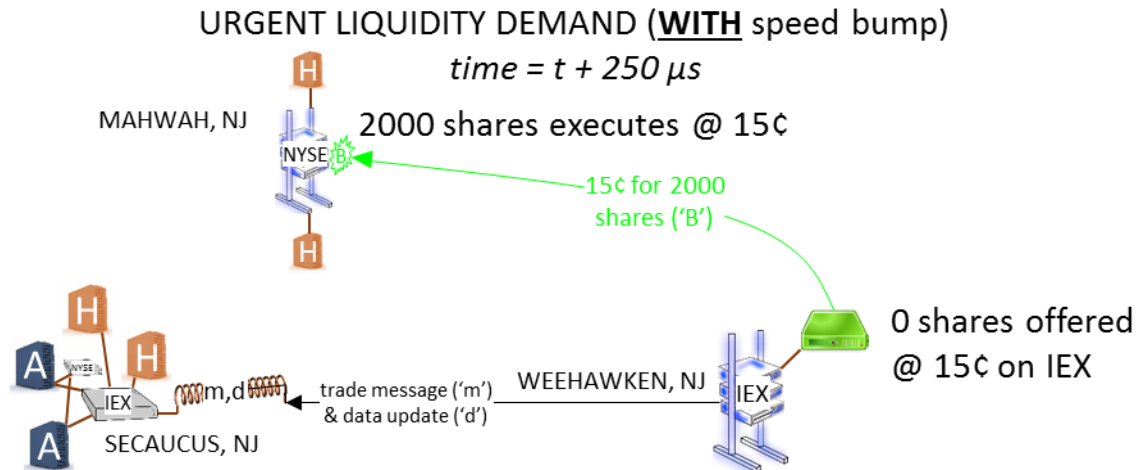 URGENT LIQUIDITY DEMAND (WITH speed bump)
time = t + 250 µs
H
MAHWAH, NJ
2000 shares executes @ 15¢
NYSE
B
15¢ for 2000
shares (‘B’)
H
H
0 shares offered
@ 15¢ on IEX
H
A
NYSE
WEEHAWKEN, NJ
m,d
trade message (‘m’)
& data update (‘d’)
IEX
IEX
A
SECAUCUS, NJ